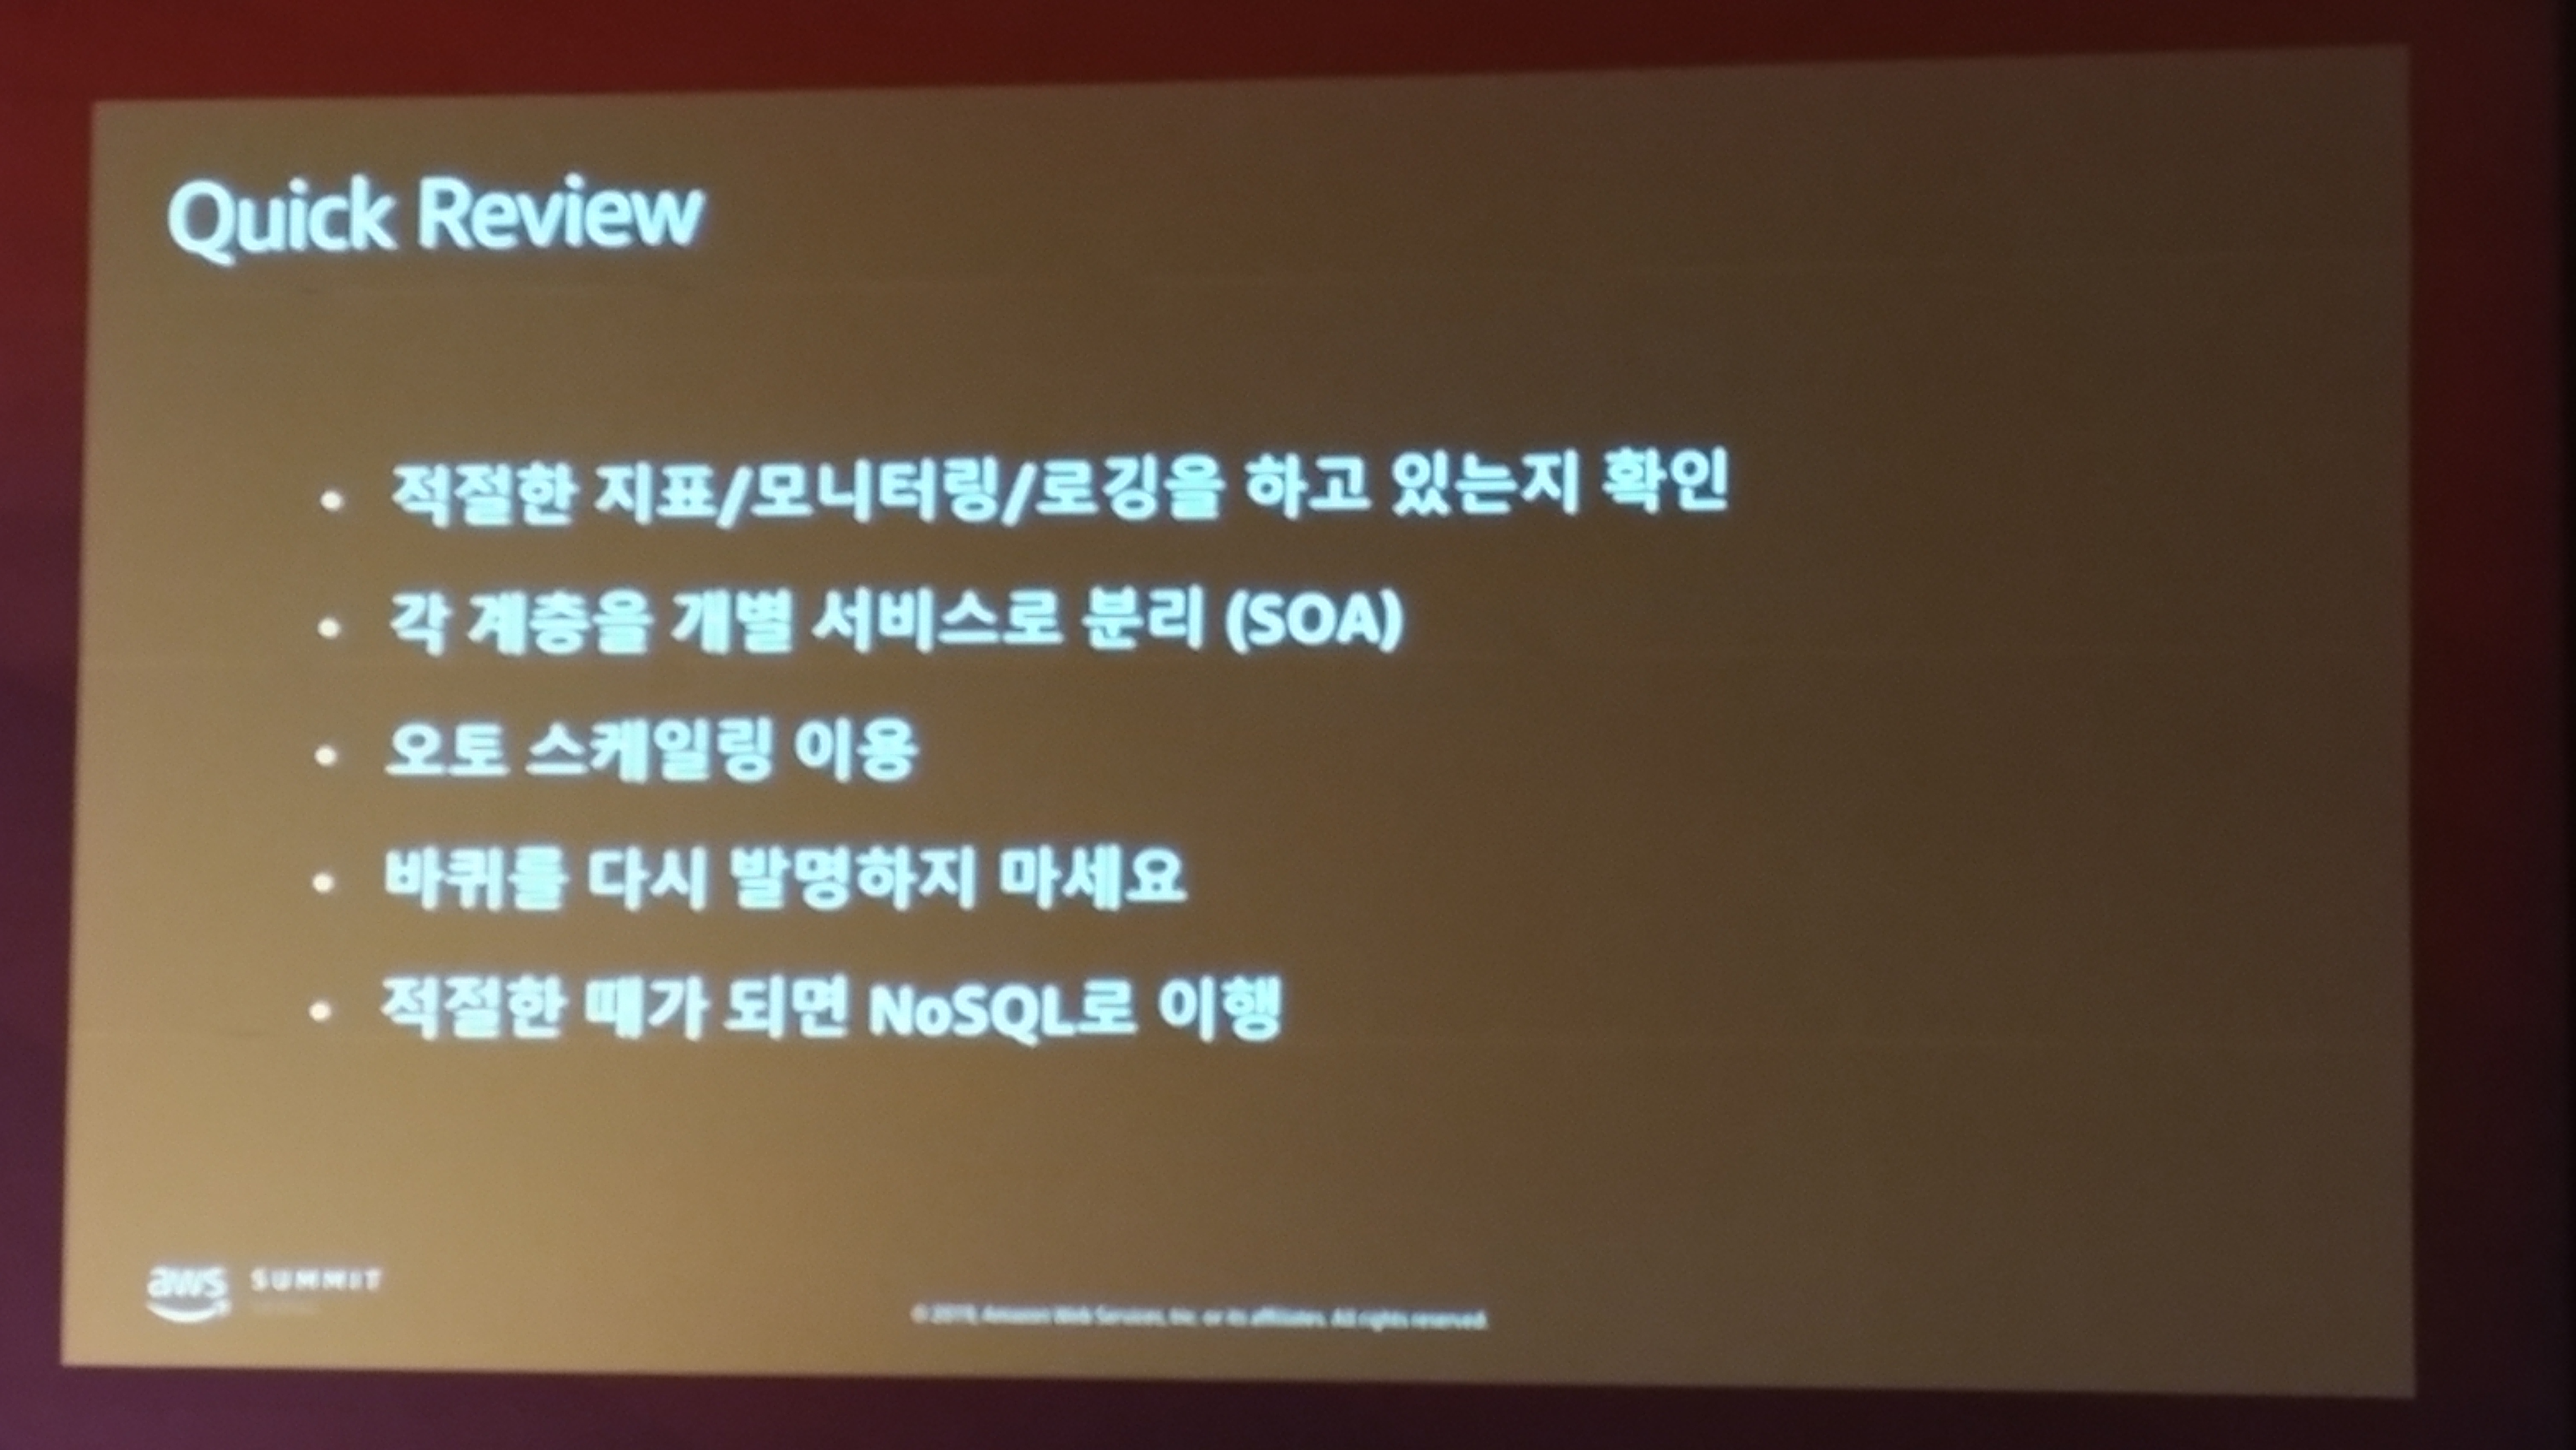 Quick Review
• 적절한 지표/모니터링/로깅을 하고 있는지 확인
• 각 계층을 개별 서비스로 분리 (SOA)
• 오토 스케일링 이용
• 바퀴를 다시 발명하지 마세요
• 적절한 때가 되면 NoSQL로 이행
aws SUMMIT
© 2019, Amazon Web Services, Inc. or its affiliates. All rights reserved.